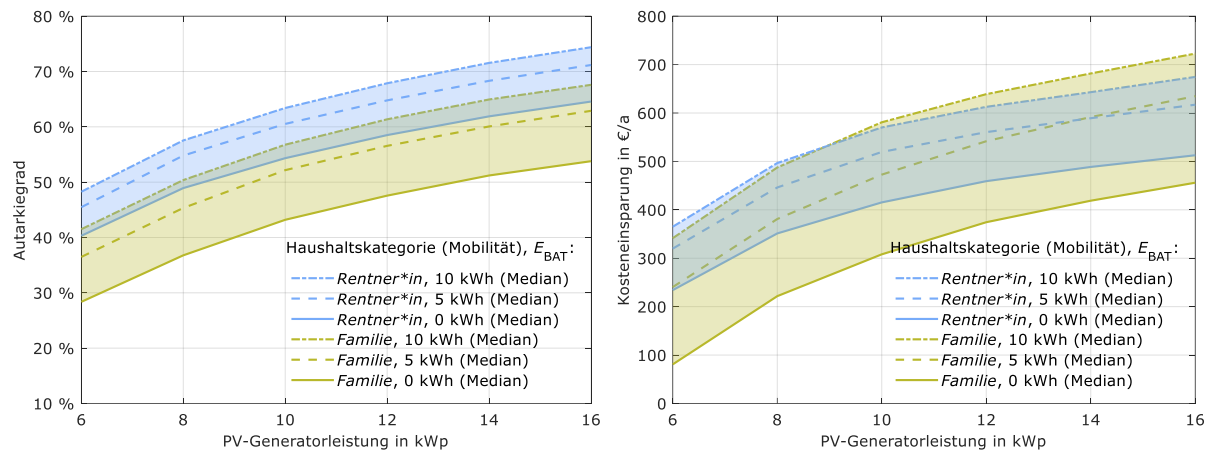 80 %
70 %
60 %
50 %
40 %
30 %
20 %
10 %
Autarkiegrad
6
8
10
12
14
16
PV-Generatorleistung in kWp
Haushaltskategorie (Mobilität), E_BAT:
Rentner*in, 10 kWh (Median)
Rentner*in, 5 kWh (Median)
Rentner*in, 0 kWh (Median)
Familie, 10 kWh (Median)
Familie, 5 kWh (Median)
Familie, 0 kWh (Median)
800
700
600
500
400
300
200
100
0
Kosteneinsparung in €/a
6
8
10
12
14
16
PV-Generatorleistung in kWp
Haushaltskategorie (Mobilität), E_BAT:
Rentner*in, 10 kWh (Median)
Rentner*in, 5 kWh (Median)
Rentner*in, 0 kWh (Median)
Familie, 10 kWh (Median)
Familie, 5 kWh (Median)
Familie, 0 kWh (Median)